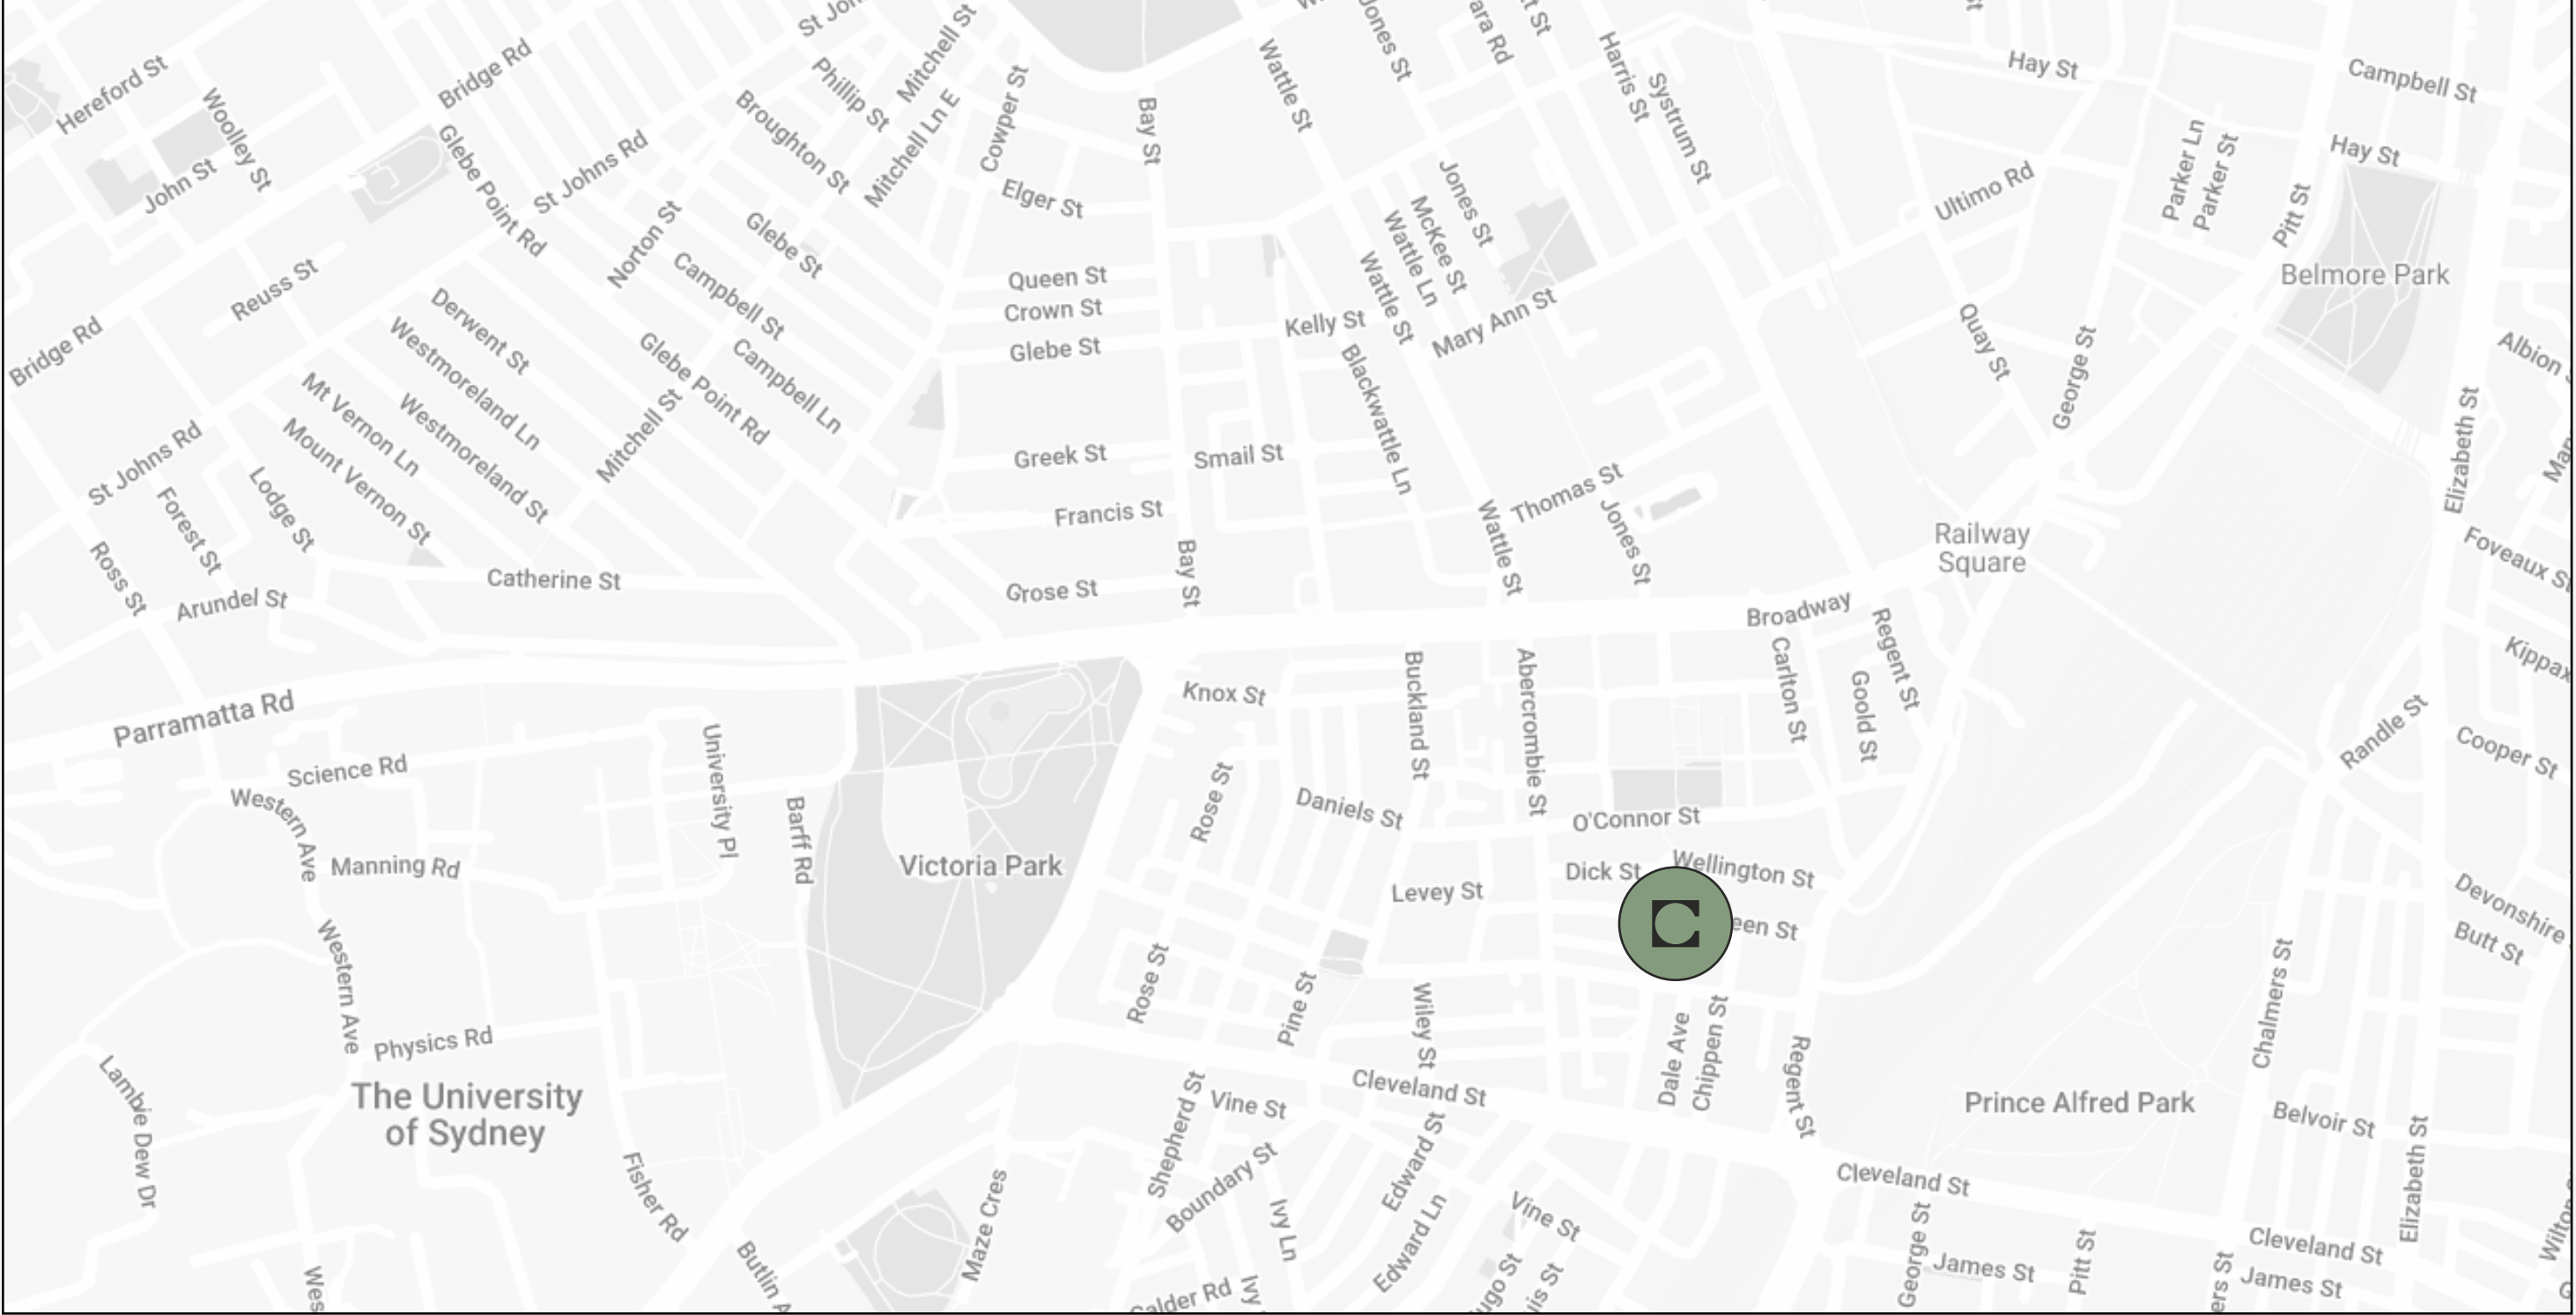 St Johns Rd
Mitchell St
Jones St
Hereford St
Woolley St
Bridge Rd
Phillip St
Cowper St
Wattle St
Harris St
Systrum St
Hay St
Campbell St
John St
Glebe Point Rd
St Johns Rd
Broughton St
Mitchell Ln E
Bay St
Elger St
Jones St
McKee St
Wattle Ln
Ultimo Rd
Parker Ln
Parker St
Hay St
Pitt St
Belmore Park
Reuss St
Norton St
Glebe St
Campbell St
Queen St
Crown St
Glebe St
Kelly St
Wattle St
Mary Ann St
Quay St
George St
Albion
Bridge Rd
Derwent St
Westmoreland Ln
Glebe Point Rd
Campbell Ln
Blackwattle Ln
Mt Vernon Ln
Westmoreland St
Mount Vernon St
Mitchell St
Greek St
Smail St
Elizabeth St
St Johns Rd
Lodge St
Forest St
Francis St
Thomas St
Wattle St
Jones St
Railway
Square
Foveaux St
Ross St
Arundel St
Catherine St
Grose St
Bay St
Broadway
Regent St
Kippax
Parramatta Rd
Knox St
Buckland St
Abercrombie St
Carlton St
Goold St
Randle St
Cooper St
Science Rd
University Pl
Western Ave
Barff Rd
Rose St
Daniels St
O'Connor St
Manning Rd
Victoria Park
Levey St
Dick St
Wellington St
C
een St
Devonshire
Butt St
Western Ave
Rose St
Pine St
Wiley St
Dale Ave
Chippen St
Regent St
Chalmers St
Physics Rd
The University
of Sydney
Lambie Dew Dr
Cleveland St
Shepherd St
Vine St
Edward St
Prince Alfred Park
Belvoir St
Elizabeth St
Fisher Rd
Boundary St
Ivy Ln
Edward Ln
Vine St
Cleveland St
George St
Maze Cres
Cleveland St
James St
Pitt St
James St
Butlin A
Wes
Calder Rd
Ivy
ugo St
uis St
ers St